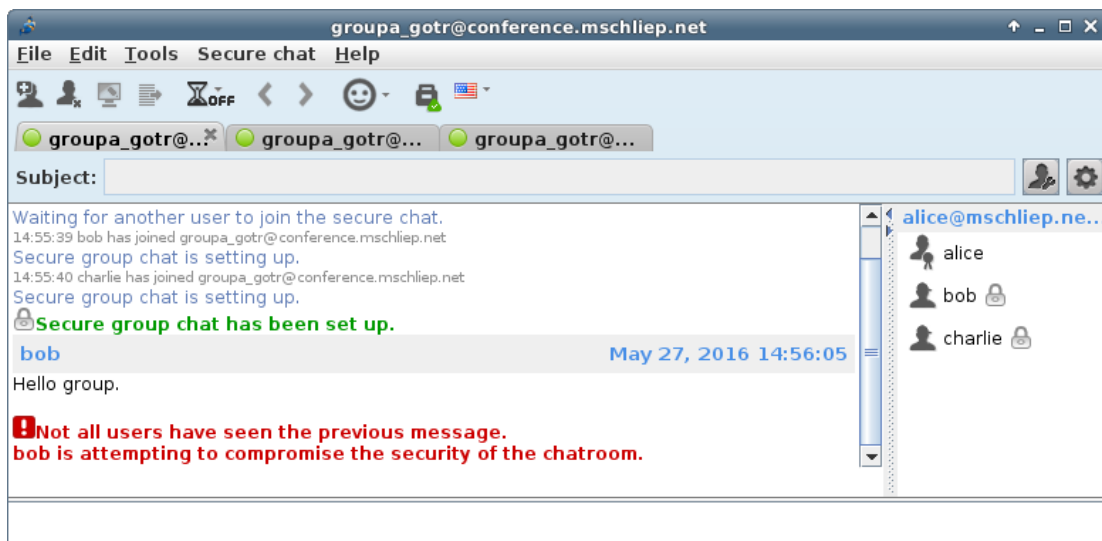 groupa_gotr@conference.mschliep.net
File Edit Tools Secure chat Help
OFF
groupa_gotr@... groupa_gotr@... groupa_gotr@...
Subject:
Waiting for another user to join the secure chat.
14:55:39 bob has joined groupa_gotr@conference.mschliep.net
Secure group chat is setting up.
14:55:40 charlie has joined groupa_gotr@conference.mschliep.net
Secure group chat is setting up.
Secure group chat has been set up.
bob May 27, 2016 14:56:05
Hello group.
Not all users have seen the previous message.
bob is attempting to compromise the security of the chatroom.
alice@mschliep.ne...
alice
bob
charlie